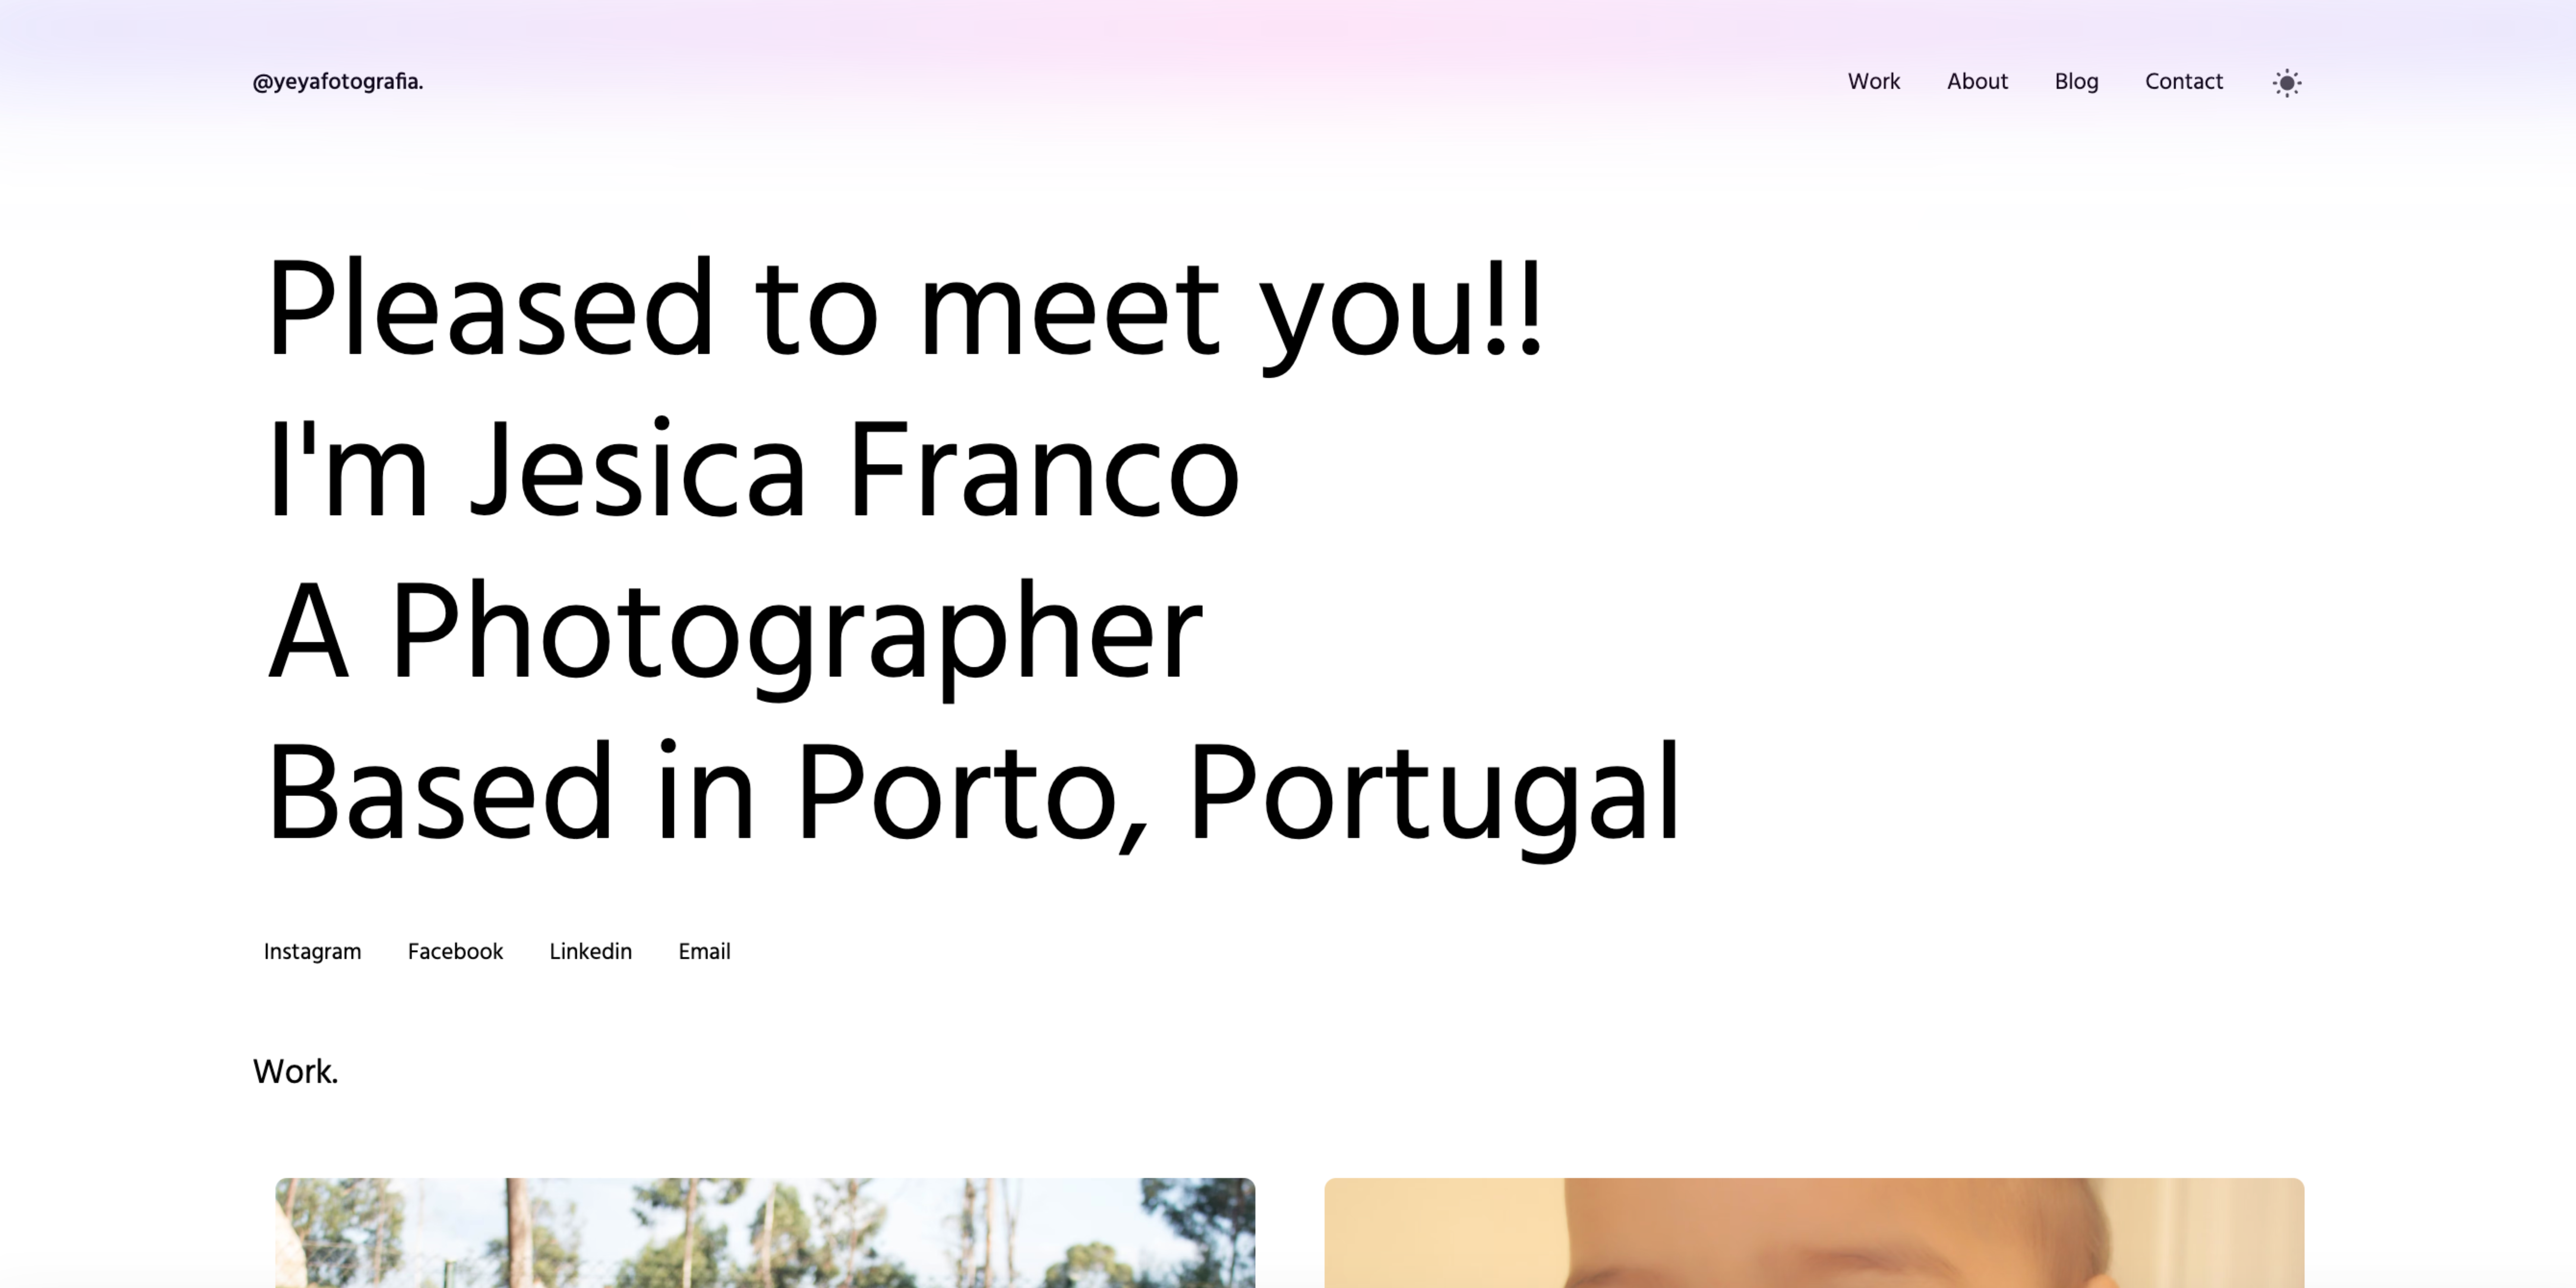 @yeyafotografia.
Work About Blog Contact
Pleased to meet you!!
I'm Jesica Franco
A Photographer
Based in Porto, Portugal
Instagram Facebook Linkedin Email
Work.